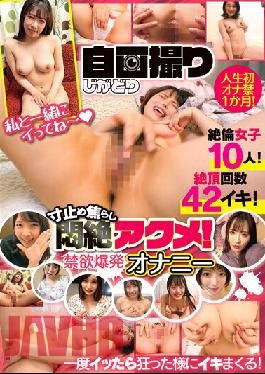 自画撮り
じがどり
人生初
オナ禁
1か月!
私と一緒に
イってね〜♥
絶倫女子
10人!
絶頂回数
42イキ!
寸止め焦らし
悶絶アクメ!
禁欲爆発オナニー
一度イッたら狂った様にイキまくる!